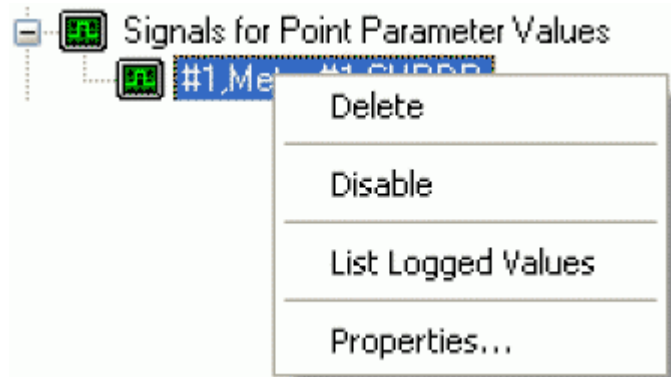 Signals for Point Parameter Values
#1,Me
Delete
Disable
List Logged Values
Properties...